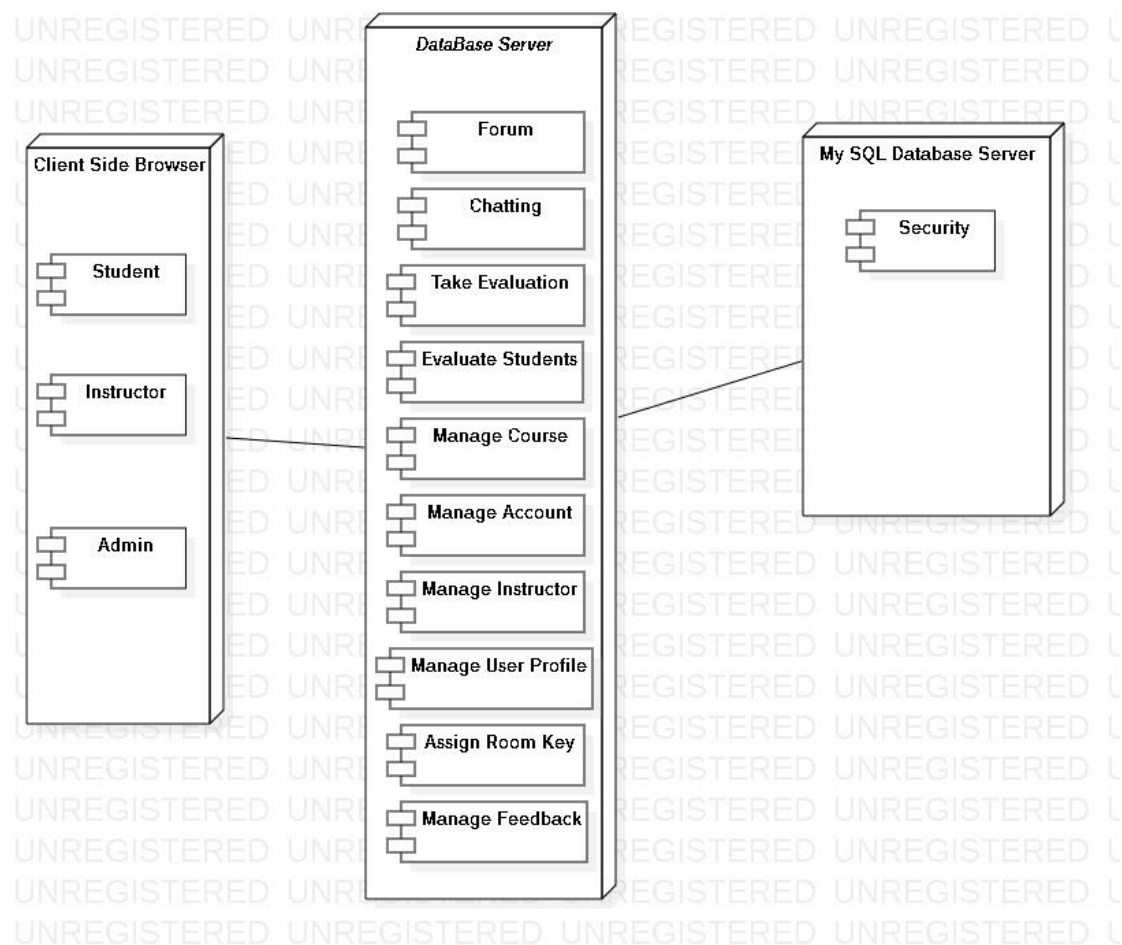 DataBase Server
Forum
Chatting
Take Evaluation
Evaluate Students
Manage Course
Manage Account
Manage Instructor
Manage User Profile
Assign Room Key
Manage Feedback
Client Side Browser
Student
Instructor
Admin
My SQL Database Server
Security
UNREGISTERED